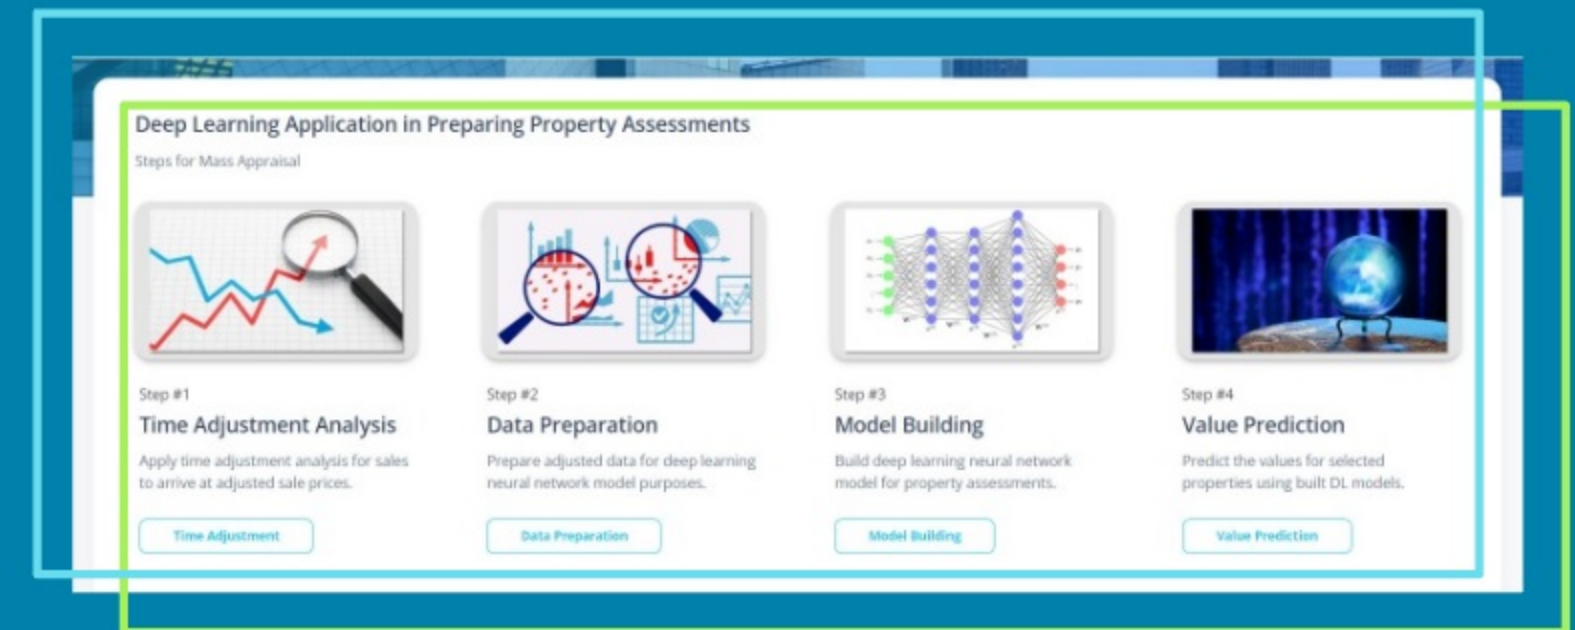 Deep Learning Application in Preparing Property Assessments
Steps for Mass Appraisal
Step #1
Time Adjustment Analysis
Apply time adjustment analysis for sales
to arrive at adjusted sale prices.
Time Adjustment
Step #2
Data Preparation
Prepare adjusted data for deep learning
neural network model purposes.
Data Preparation
Step #3
Model Building
Build deep learning neural network
model for property assessments.
Model Building
Step #4
Value Prediction
Predict the values for selected
properties using built DL models.
Value Prediction